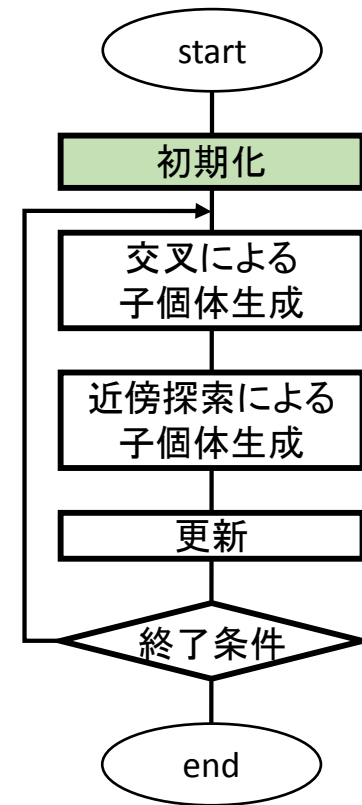 start
初期化
交叉による
子個体生成
近傍探索による
子個体生成
更新
終了条件
end